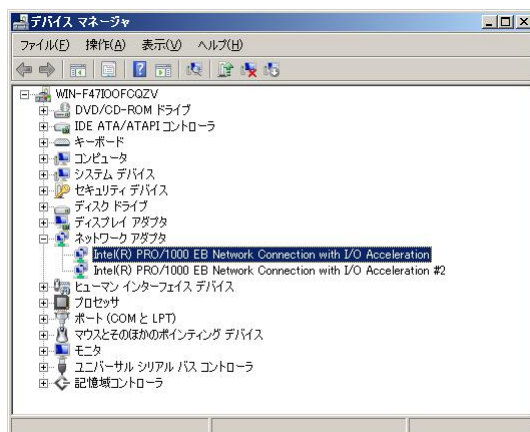 デバイス マネージャ
ファイル(F) 操作(A) 表示(V) ヘルプ(H)
WIN-F47IOOFCQZV
DVD/CD-ROM ドライブ
IDE ATA/ATAPI コントローラ
キーボード
コンピュータ
システム デバイス
セキュリティ デバイス
ディスク ドライブ
ディスプレイ アダプタ
ネットワーク アダプタ
Intel(R) PRO/1000 EB Network Connection with I/O Acceleration
Intel(R) PRO/1000 EB Network Connection with I/O Acceleration #2
ヒューマン インターフェイス デバイス
プロセッサ
ポート (COM と LPT)
マウスとそのほかのポインティング デバイス
モニタ
ユニバーサル シリアル バス コントローラ
記憶域コントローラ